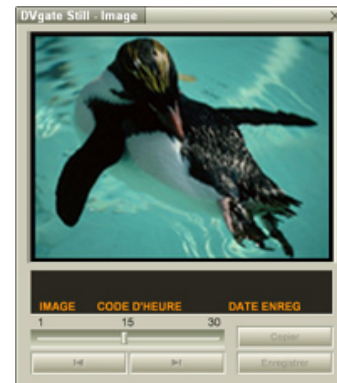 DVgate Still - Image
IMAGE CODE D'HEURE DATE ENREG
1 15 30
Copier
Enregistrer